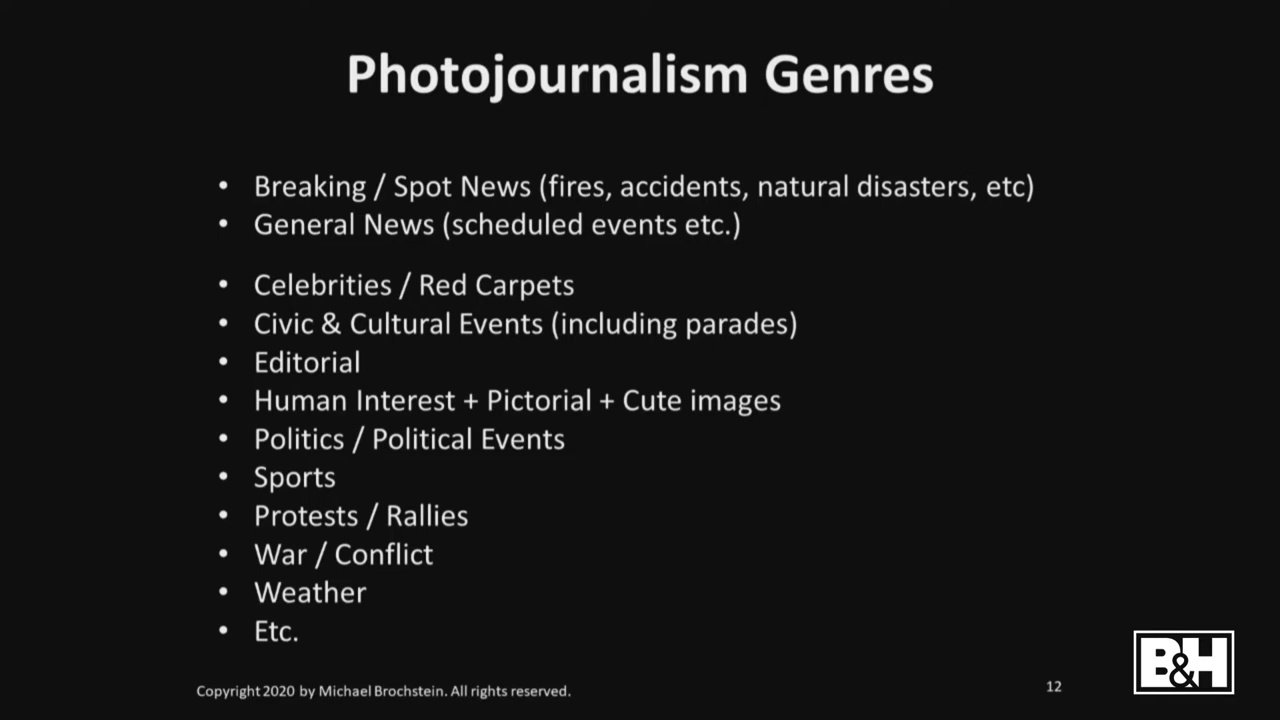 Photojournalism Genres
• Breaking / Spot News (fires, accidents, natural disasters, etc)
• General News (scheduled events etc.)
• Celebrities / Red Carpets
• Civic & Cultural Events (including parades)
• Editorial
• Human Interest + Pictorial + Cute images
• Politics / Political Events
• Sports
• Protests / Rallies
• War / Conflict
• Weather
• Etc.
Copyright 2020 by Michael Brochstein. All rights reserved.
12
B&H